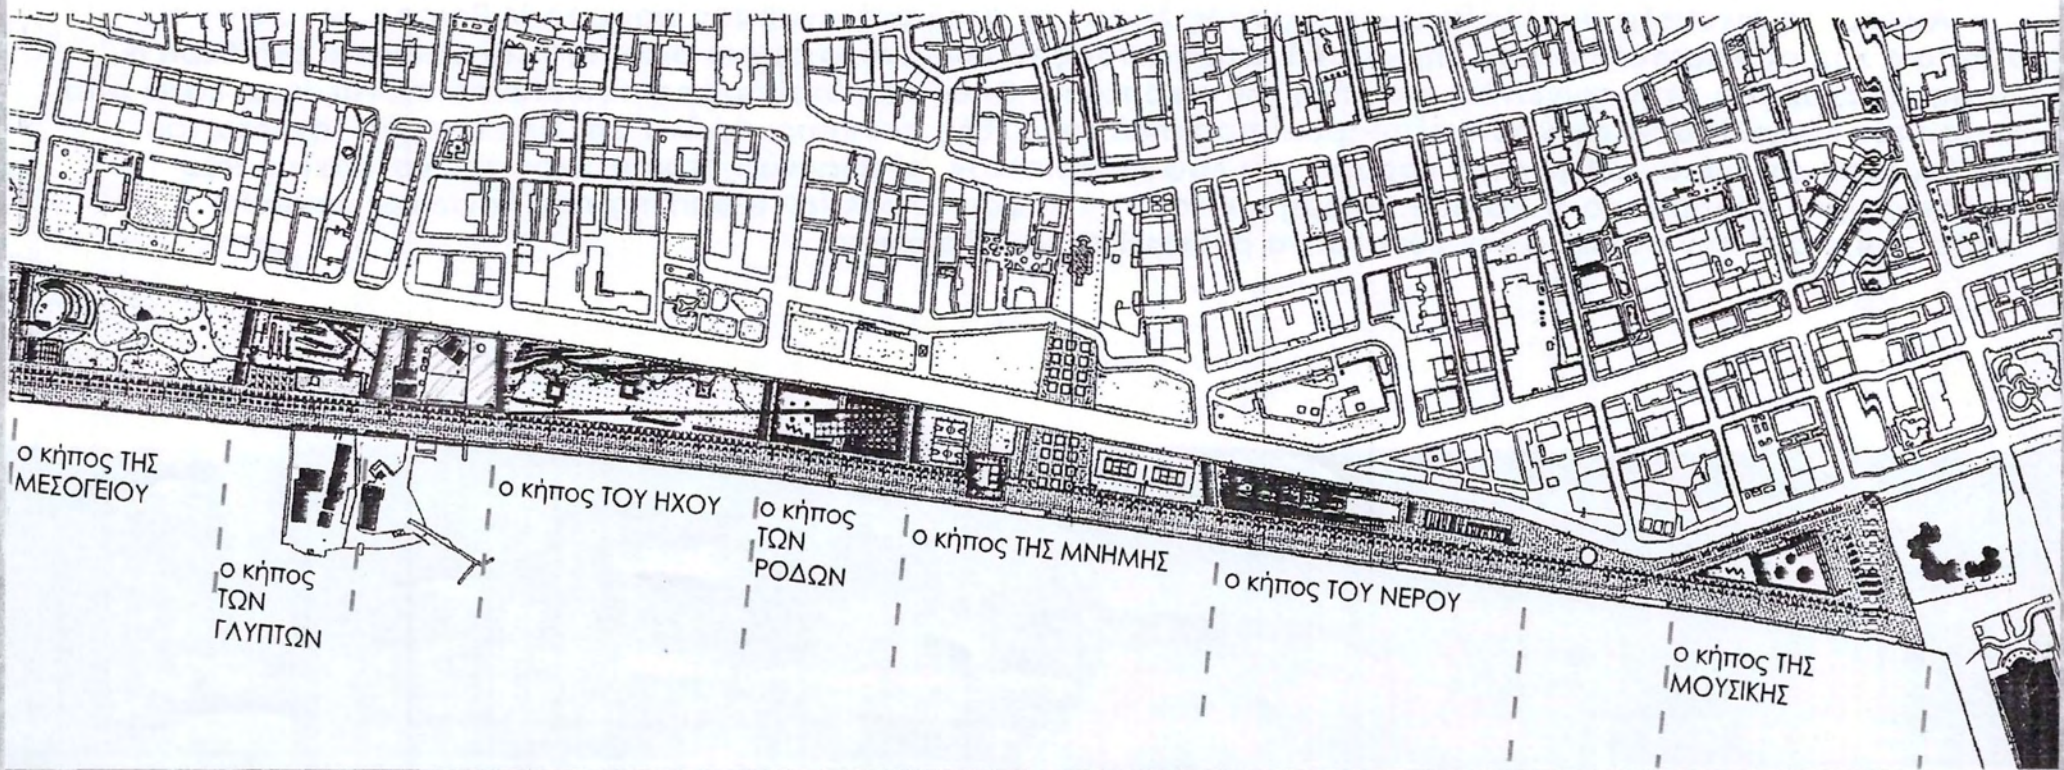 ο κήπος ΤΗΣ
ΜΕΣΟΓΕΙΟΥ
ο κήπος
ΤΩΝ
ΓΛΥΠΤΩΝ
ο κήπος ΤΟΥ ΗΧΟΥ
ο κήπος
ΤΩΝ
ΡΟΔΩΝ
ο κήπος ΤΗΣ ΜΝΗΜΗΣ
ο κήπος ΤΟΥ ΝΕΡΟΥ
ο κήπος ΤΗΣ
ΜΟΥΣΙΚΗΣ